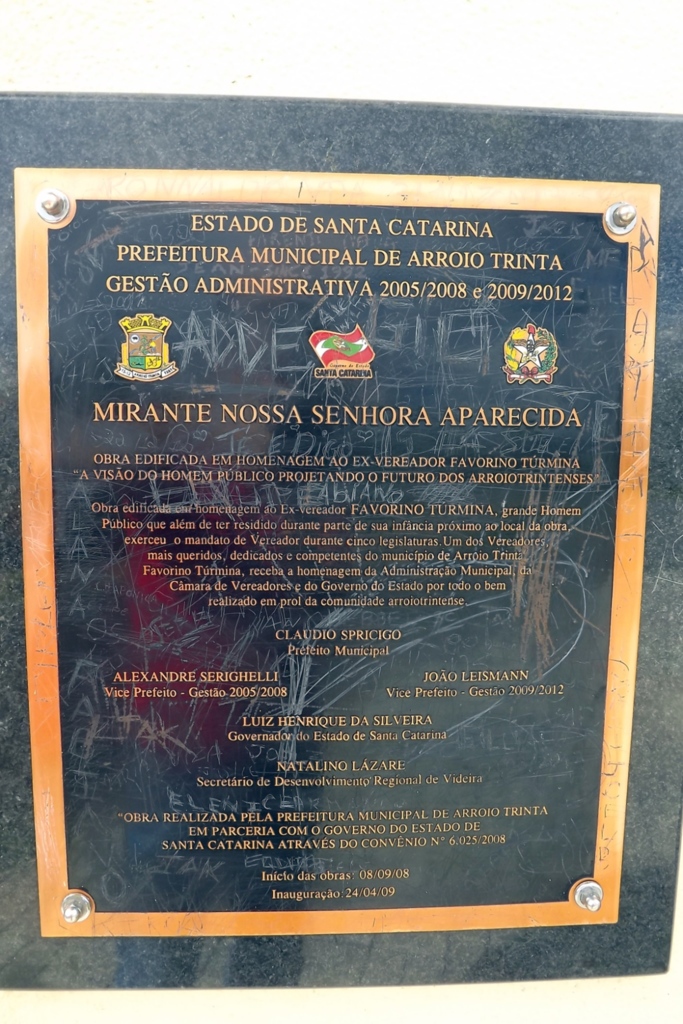 ESTADO DE SANTA CATARINA
PREFEITURA MUNICIPAL DE ARROIO TRINTA
GESTÃO ADMINISTRATIVA 2005/2008 e 2009/2012
SANTA CATARINA
MIRANTE NOSSA SENHORA APARECIDA
OBRA EDIFICADA EM HOMENAGEM AO EX-VEREADOR FAVORINO TÚRMINA
"A VISÃO DO HOMEM PÚBLICO PROJETANDO O FUTURO DOS ARROIOTRINTENSES"
Obra edificada em homenagem ao Ex-Vereador FAVORINO TÚRMINA, grande Homem
Público que além de ter residido durante parte de sua infância próximo ao local da obra,
exerceu o mandato de Vereador durante cinco legislaturas. Um dos Vereadores,
mais queridos, dedicados e competentes do município de Arroio Trinta.
Favorino Túrmina, receba a homenagem da Administração Municipal, da
Câmara de Vereadores e do Governo do Estado por todo o bem
realizado em prol da comunidade arroiotrintense.
CLAUDIO SPRICIGO
Prefeito Municipal
ALEXANDRE SERIGHELLI JOÃO LEISMANN
Vice Prefeito - Gestão 2005/2008 Vice Prefeito - Gestão 2009/2012
LUIZ HENRIQUE DA SILVEIRA
Governador do Estado de Santa Catarina
NATALINO LÁZARE
Secretário de Desenvolvimento Regional de Videira
"OBRA REALIZADA PELA PREFEITURA MUNICIPAL DE ARROIO TRINTA
EM PARCERIA COM O GOVERNO DO ESTADO DE
SANTA CATARINA ATRAVÉS DO CONVÊNIO N° 6.025/2008
Início das obras: 08/09/08
Inauguração: 24/04/09